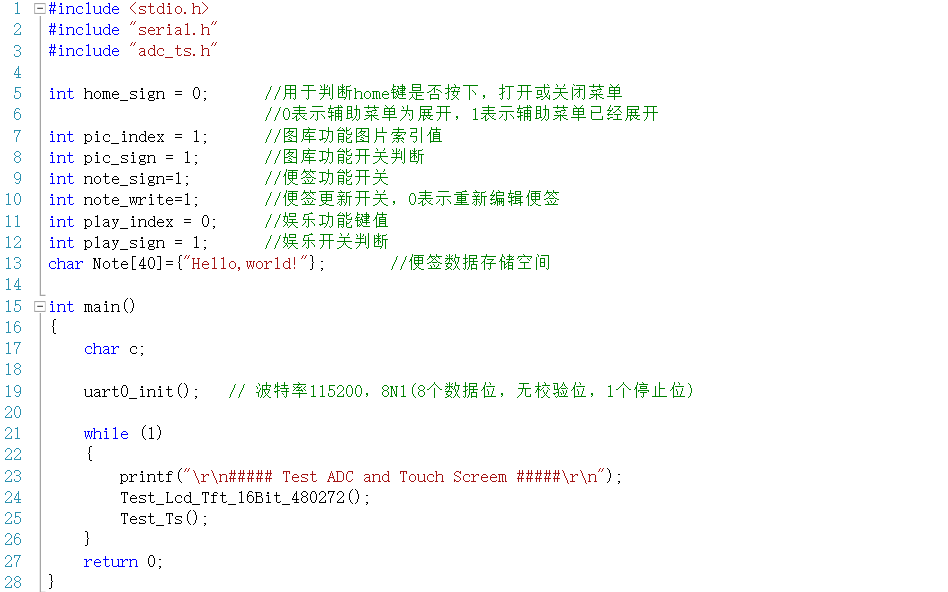 1 #include <stdio.h>
2 #include "serial.h"
3 #include "adc_ts.h"
4
5 int home_sign = 0; //用于判断home键是否按下，打开或关闭菜单
6 //0表示辅助菜单为展开，1表示辅助菜单已经展开
7 int pic_index = 1; //图库功能图片索引值
8 int pic_sign = 1; //图库功能开关判断
9 int note_sign=1; //便签功能开关
10 int note_write=1; //便签更新开关，0表示重新编辑便签
11 int play_index = 0; //娱乐功能键值
12 int play_sign = 1; //娱乐开关判断
13 char Note[40]={"Hello,world!"}; //便签数据存储空间
14
15 int main()
16 {
17 char c;
18
19 uart0_init(); // 波特率115200，8N1(8个数据位，无校验位，1个停止位)
20
21 while (1)
22 {
23 printf("\r\n##### Test ADC and Touch Screem #####\r\n");
24 Test_Lcd_Tft_16Bit_480272();
25 Test_Ts();
26 }
27 return 0;
28 }